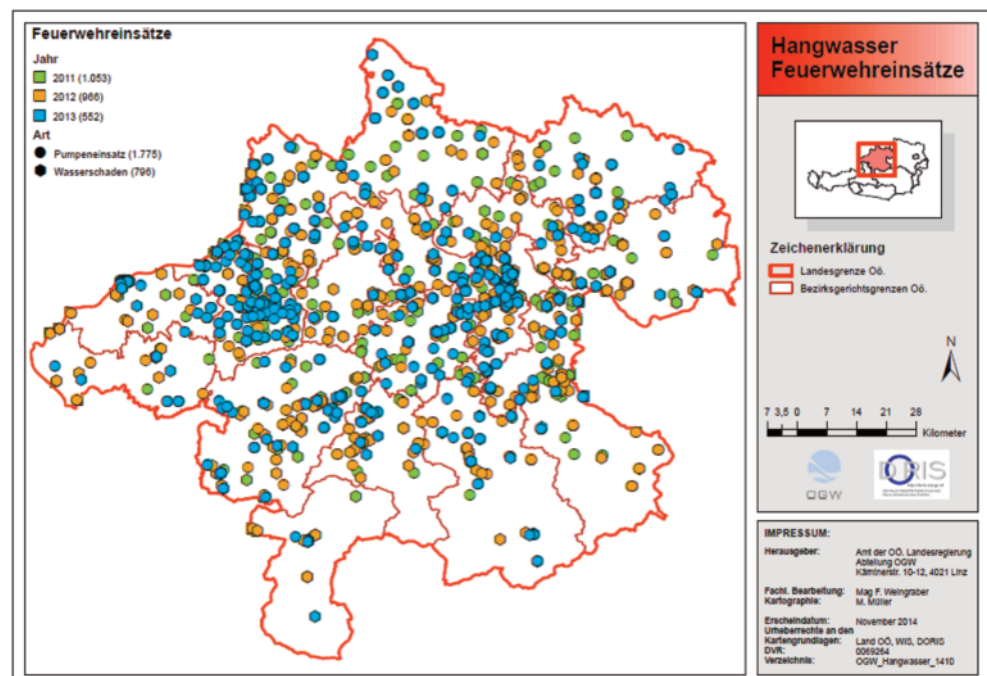 Feuerwehreinsätze
Jahr
2011 (1.053)
2012 (966)
2013 (552)
Art
Pumpeneinsatz (1.775)
Wasserschaden (796)
Hangwasser
Feuerwehreinsätze
Zeichenerklärung
Landesgrenze Oö.
Bezirksgerichtsgrenzen Oö.
N
7 3,5 0 7 14 21 28
Kilometer
OGW
DORIS
IMPRESSUM:
Herausgeber: Amt der OÖ. Landesregierung
Abteilung OGW
Kärntnerstr. 10-12, 4021 Linz
Fachl. Bearbeitung: Mag F. Weingraber
Kartographie: M. Müller
Erscheindatum: November 2014
Urheberrechte an den
Kartengrundlagen: Land OÖ, WIS, DORIS
DVR: 0069264
Verzeichnis: OGW_Hangwasser_1410